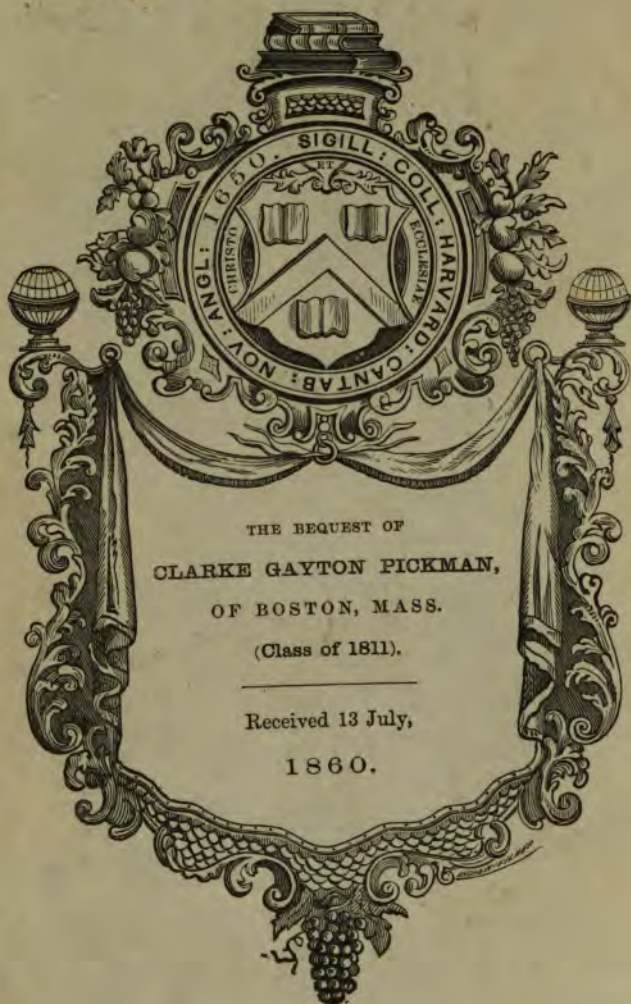 SIGILL: COLL: HARVARD: CANTAB: NOV: ANGL: 1650.
CHRISTO
ET
ECCLESIAE
THE BEQUEST OF
CLARKE GAYTON PICKMAN,
OF BOSTON, MASS.
(Class of 1811).
Received 13 July,
1860.